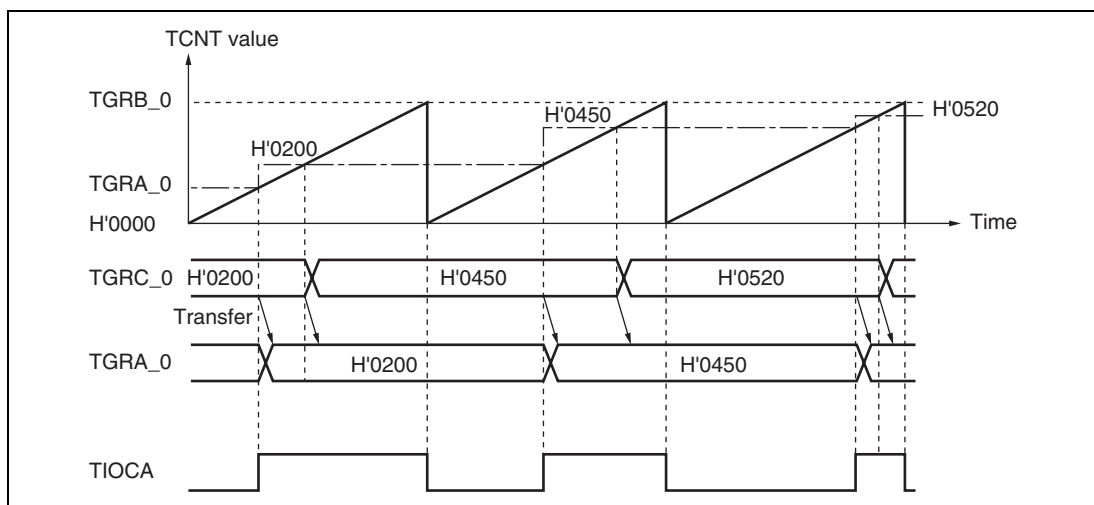 TCNT value
TGRB_0
H'0450
H'0520
H'0200
TGRA_0
H'0000
Time
TGRC_0 H'0200 H'0450 H'0520
Transfer
TGRA_0 H'0200 H'0450
TIOCA